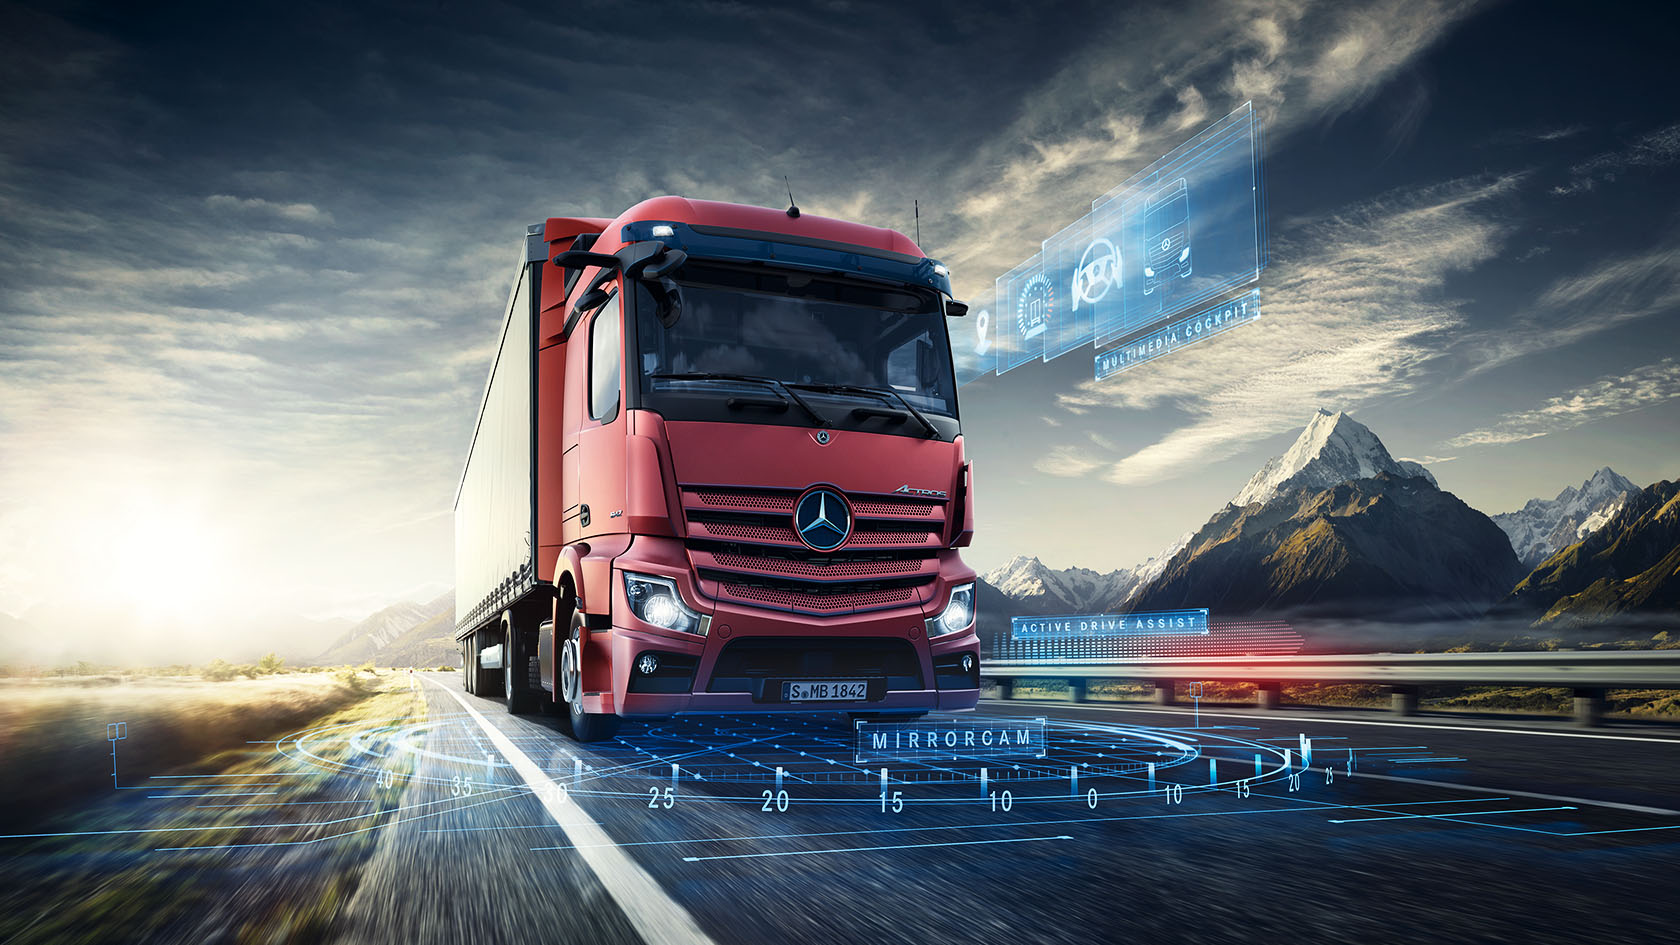 MULTIMEDIA COCKPIT
ACTROS
ACTIVE DRIVE ASSIST
S MB 1842
MIRRORCAM
40 35 30 25 20 15 10 0 10 15 20 25